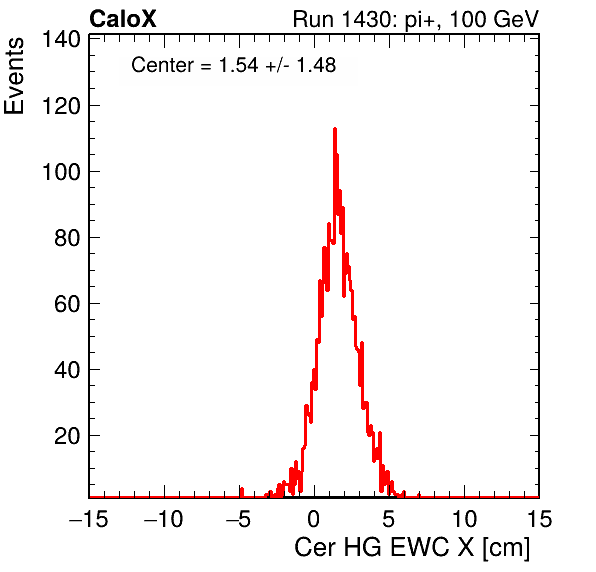 CaloX Run 1430: pi+, 100 GeV
Center = 1.54 +/- 1.48
Events
140
120
100
80
60
40
20
−15 −10 −5 0 5 10 15
Cer HG EWC X [cm]